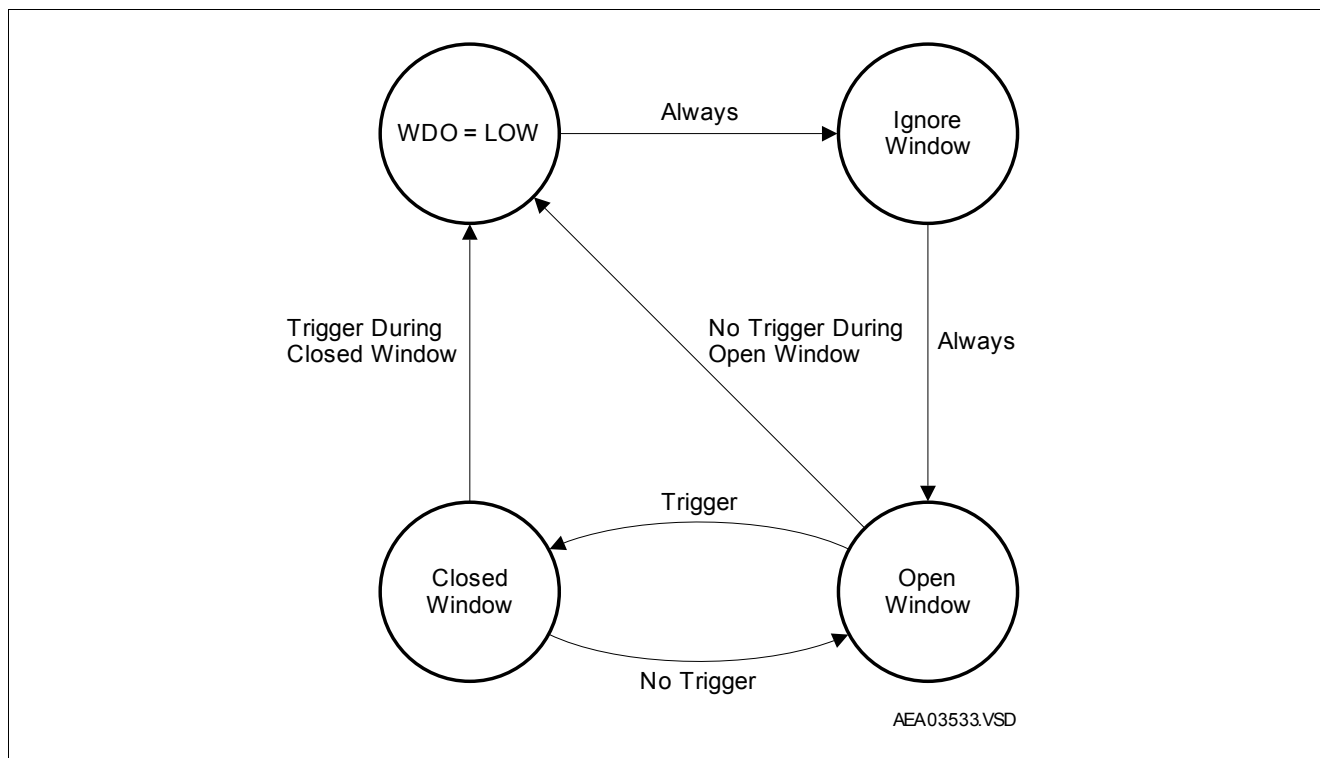 WDO = LOW
Always
Ignore
Window
Trigger During
Closed Window
No Trigger During
Open Window
Always
Trigger
Closed
Window
Open
Window
No Trigger
AEA03533.VSD